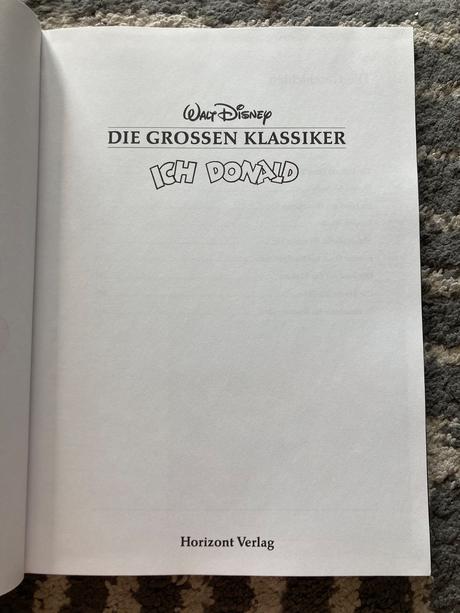 Walt Disney
DIE GROSSEN KLASSIKER
ICH DONALD
Horizont Verlag